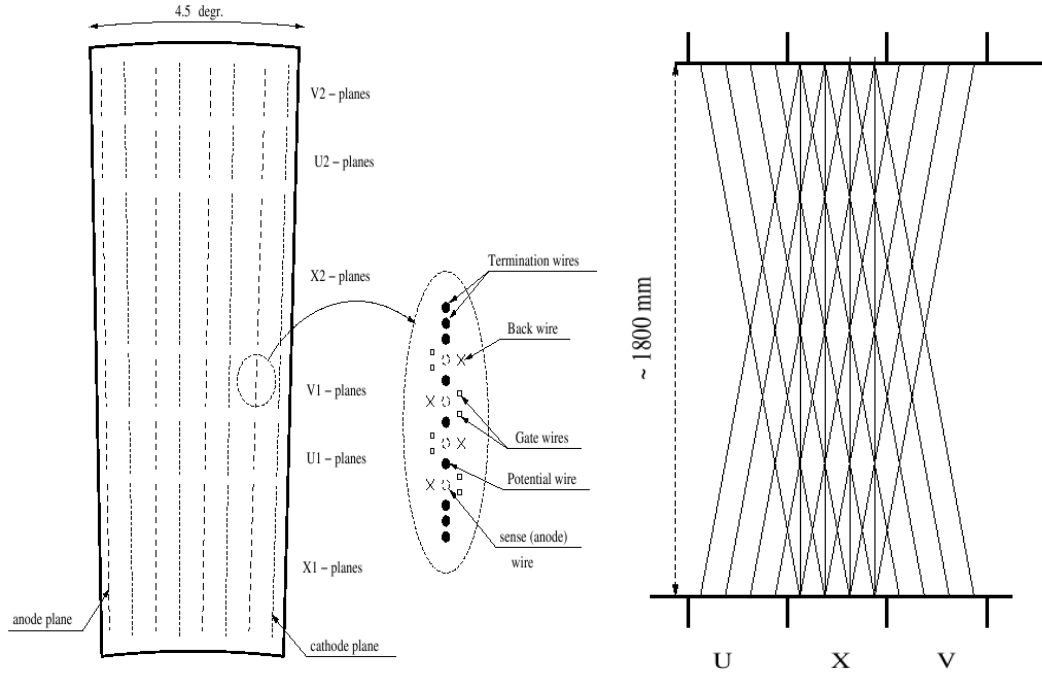 4.5 degr.
V2 – planes
U2 – planes
X2 – planes
V1 – planes
U1 – planes
X1 – planes
anode plane
cathode plane
Termination wires
Back wire
Gate wires
Potential wire
sense (anode)
wire
~ 1800 mm
U X V